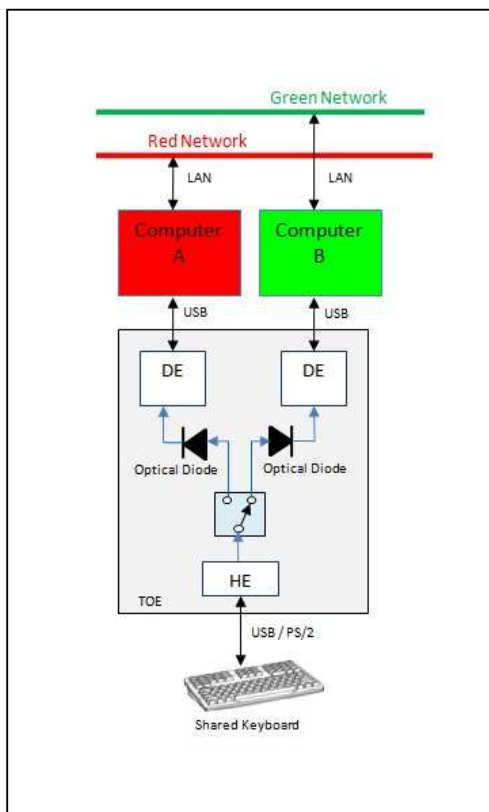 Green Network
Red Network
LAN
LAN
Computer
A
Computer
B
USB
USB
DE
DE
Optical Diode
Optical Diode
HE
TOE
USB / PS/2
Shared Keyboard